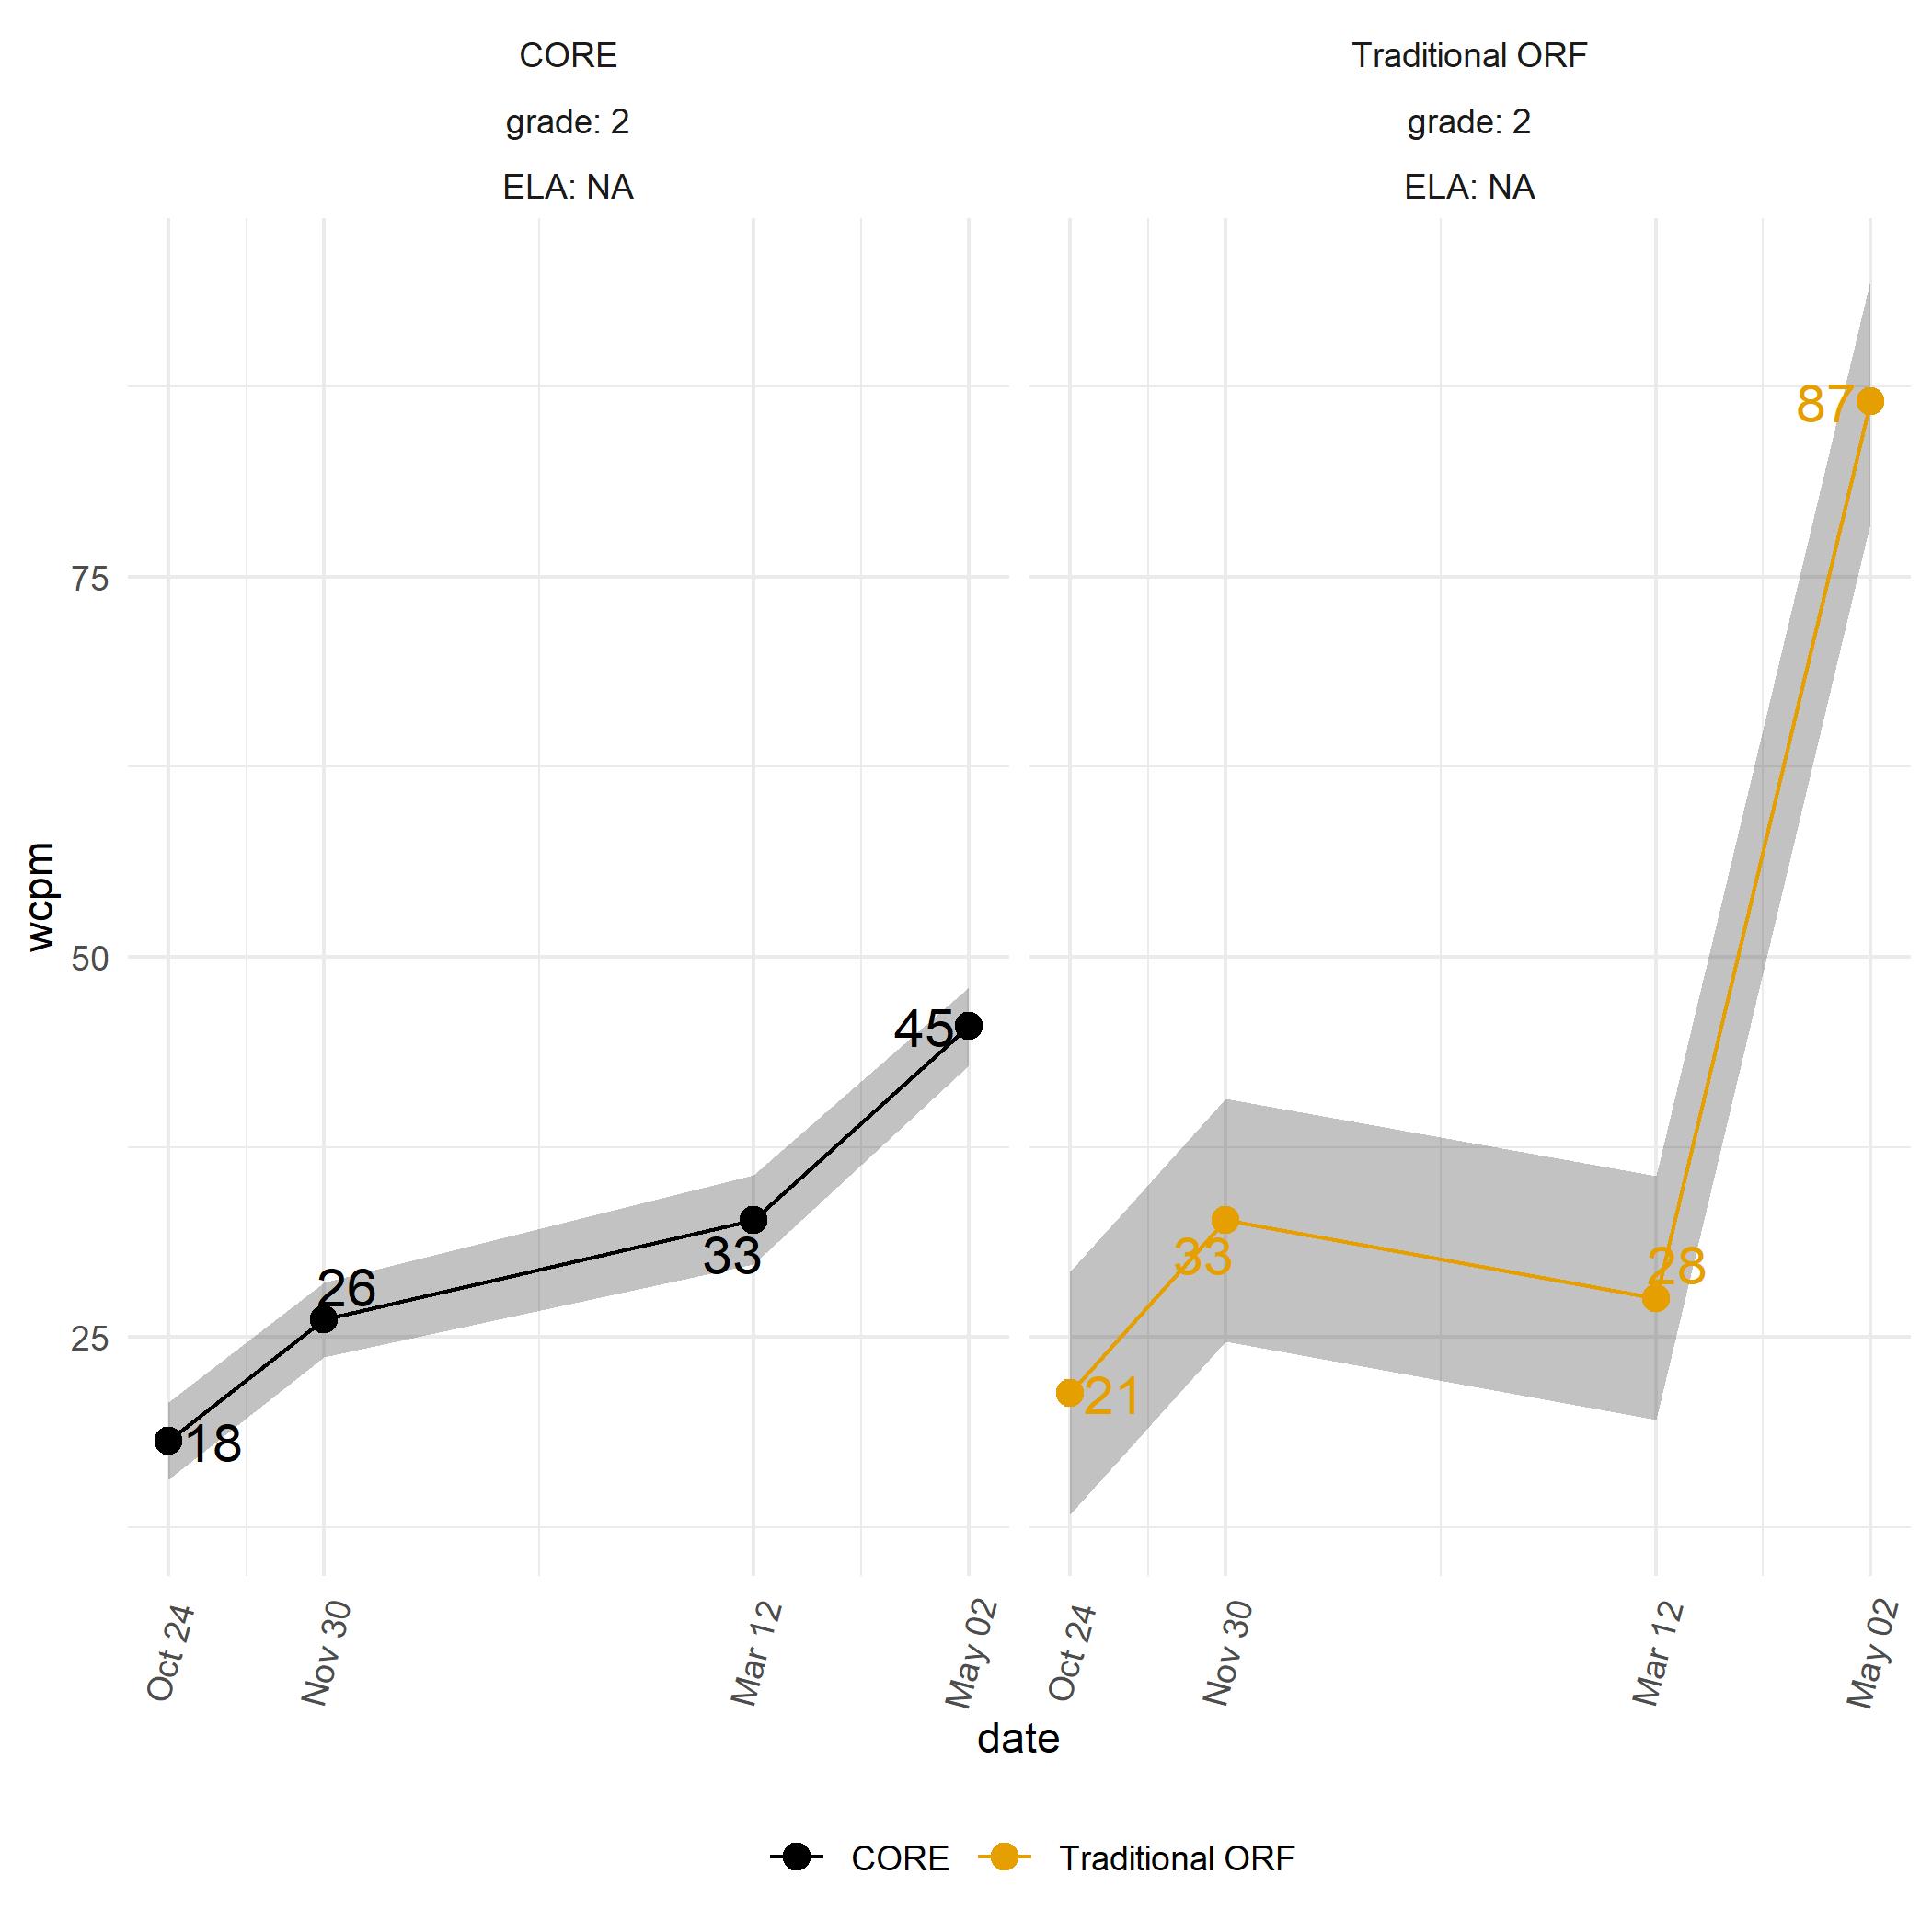 CORE
grade: 2
ELA: NA
Traditional ORF
grade: 2
ELA: NA
wcpm
75
50
25
18
26
33
45
21
33
28
87
Oct 24
Nov 30
Mar 12
May 02
Oct 24
Nov 30
Mar 12
May 02
date
CORE
Traditional ORF